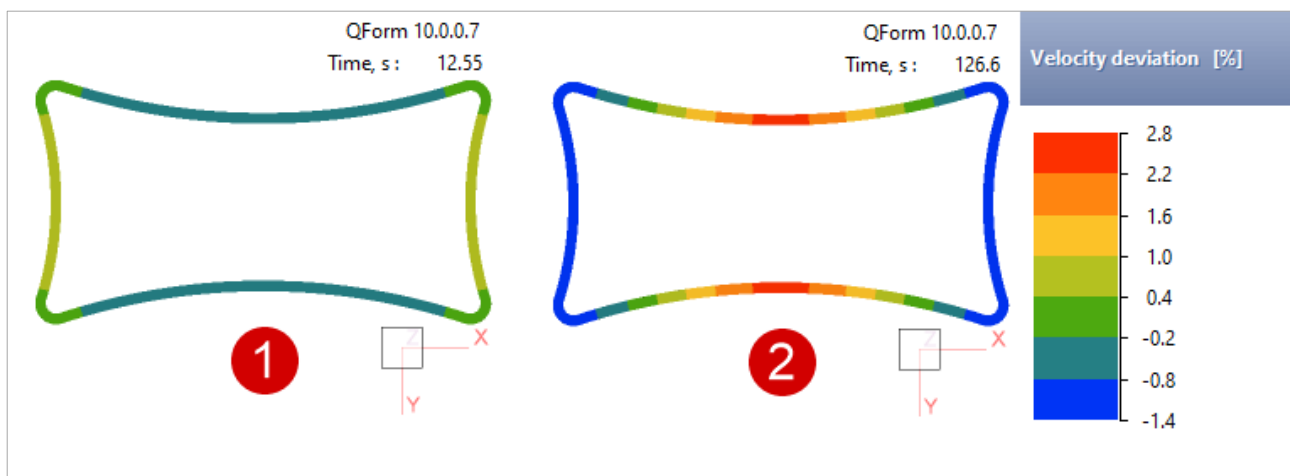 QForm 10.0.0.7
Time, s : 12.55
QForm 10.0.0.7
Time, s : 126.6
Velocity deviation [%]
2.8
2.2
1.6
1.0
0.4
-0.2
-0.8
-1.4
1
Z
X
Y
2
Z
X
Y